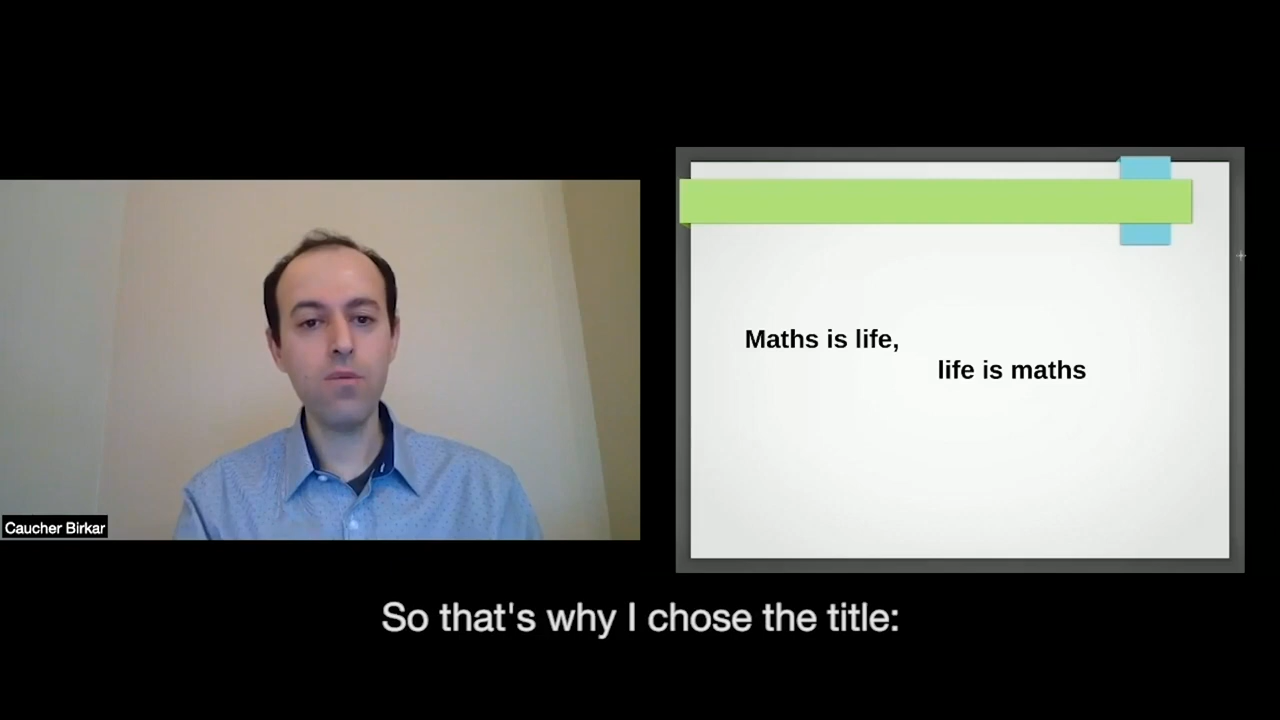 Maths is life,
life is maths
Caucher Birkar
So that's why I chose the title: